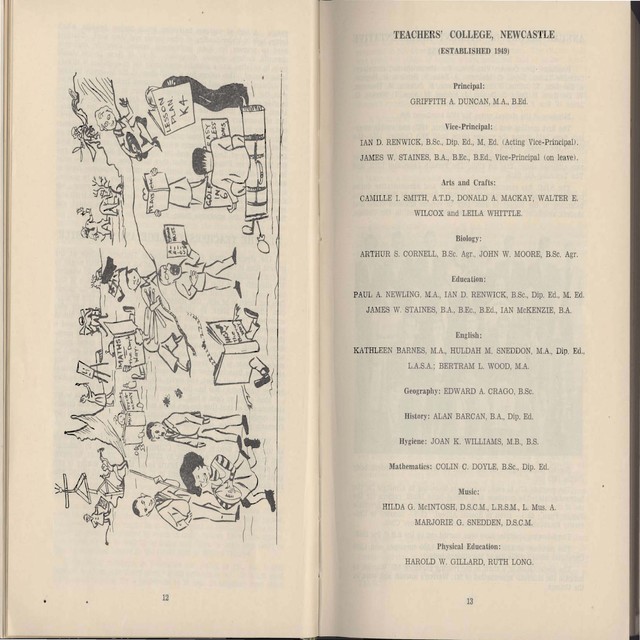 LESSON
PLAN
K4
MATHS
12
TEACHERS' COLLEGE, NEWCASTLE
(ESTABLISHED 1949)
Principal:
GRIFFITH A. DUNCAN, M.A., B.Ed.
Vice-Principal:
IAN D. RENWICK, B.Sc., Dip. Ed., M. Ed. (Acting Vice-Principal).
JAMES W. STAINES, B.A., B.Ec., B.Ed., Vice-Principal (on leave).
Arts and Crafts:
CAMILLE I. SMITH, A.T.D., DONALD A. MACKAY, WALTER E.
WILCOX and LEILA WHITTLE.
Biology:
ARTHUR S. CORNELL, B.Sc. Agr., JOHN W. MOORE, B.Sc. Agr.
Education:
PAUL A. NEWLING, M.A., IAN D. RENWICK, B.Sc., Dip. Ed., M. Ed.
JAMES W. STAINES, B.A., B.Ec., B.Ed., IAN McKENZIE, B.A.
English:
KATHLEEN BARNES, M.A., HULDAH M. SNEDDON, M.A., Dip. Ed.,
L.A.S.A.; BERTRAM L. WOOD, M.A.
Geography: EDWARD A. CRAGO, B.Sc.
History: ALAN BARCAN, B.A., Dip. Ed.
Hygiene: JOAN K. WILLIAMS, M.B., B.S.
Mathematics: COLIN C. DOYLE, B.Sc., Dip. Ed.
Music:
HILDA G. McINTOSH, D.S.C.M., L.R.S.M., L. Mus. A.
MARJORIE G. SNEDDEN, D.S.C.M.
Physical Education:
HAROLD W. GILLARD, RUTH LONG.
13